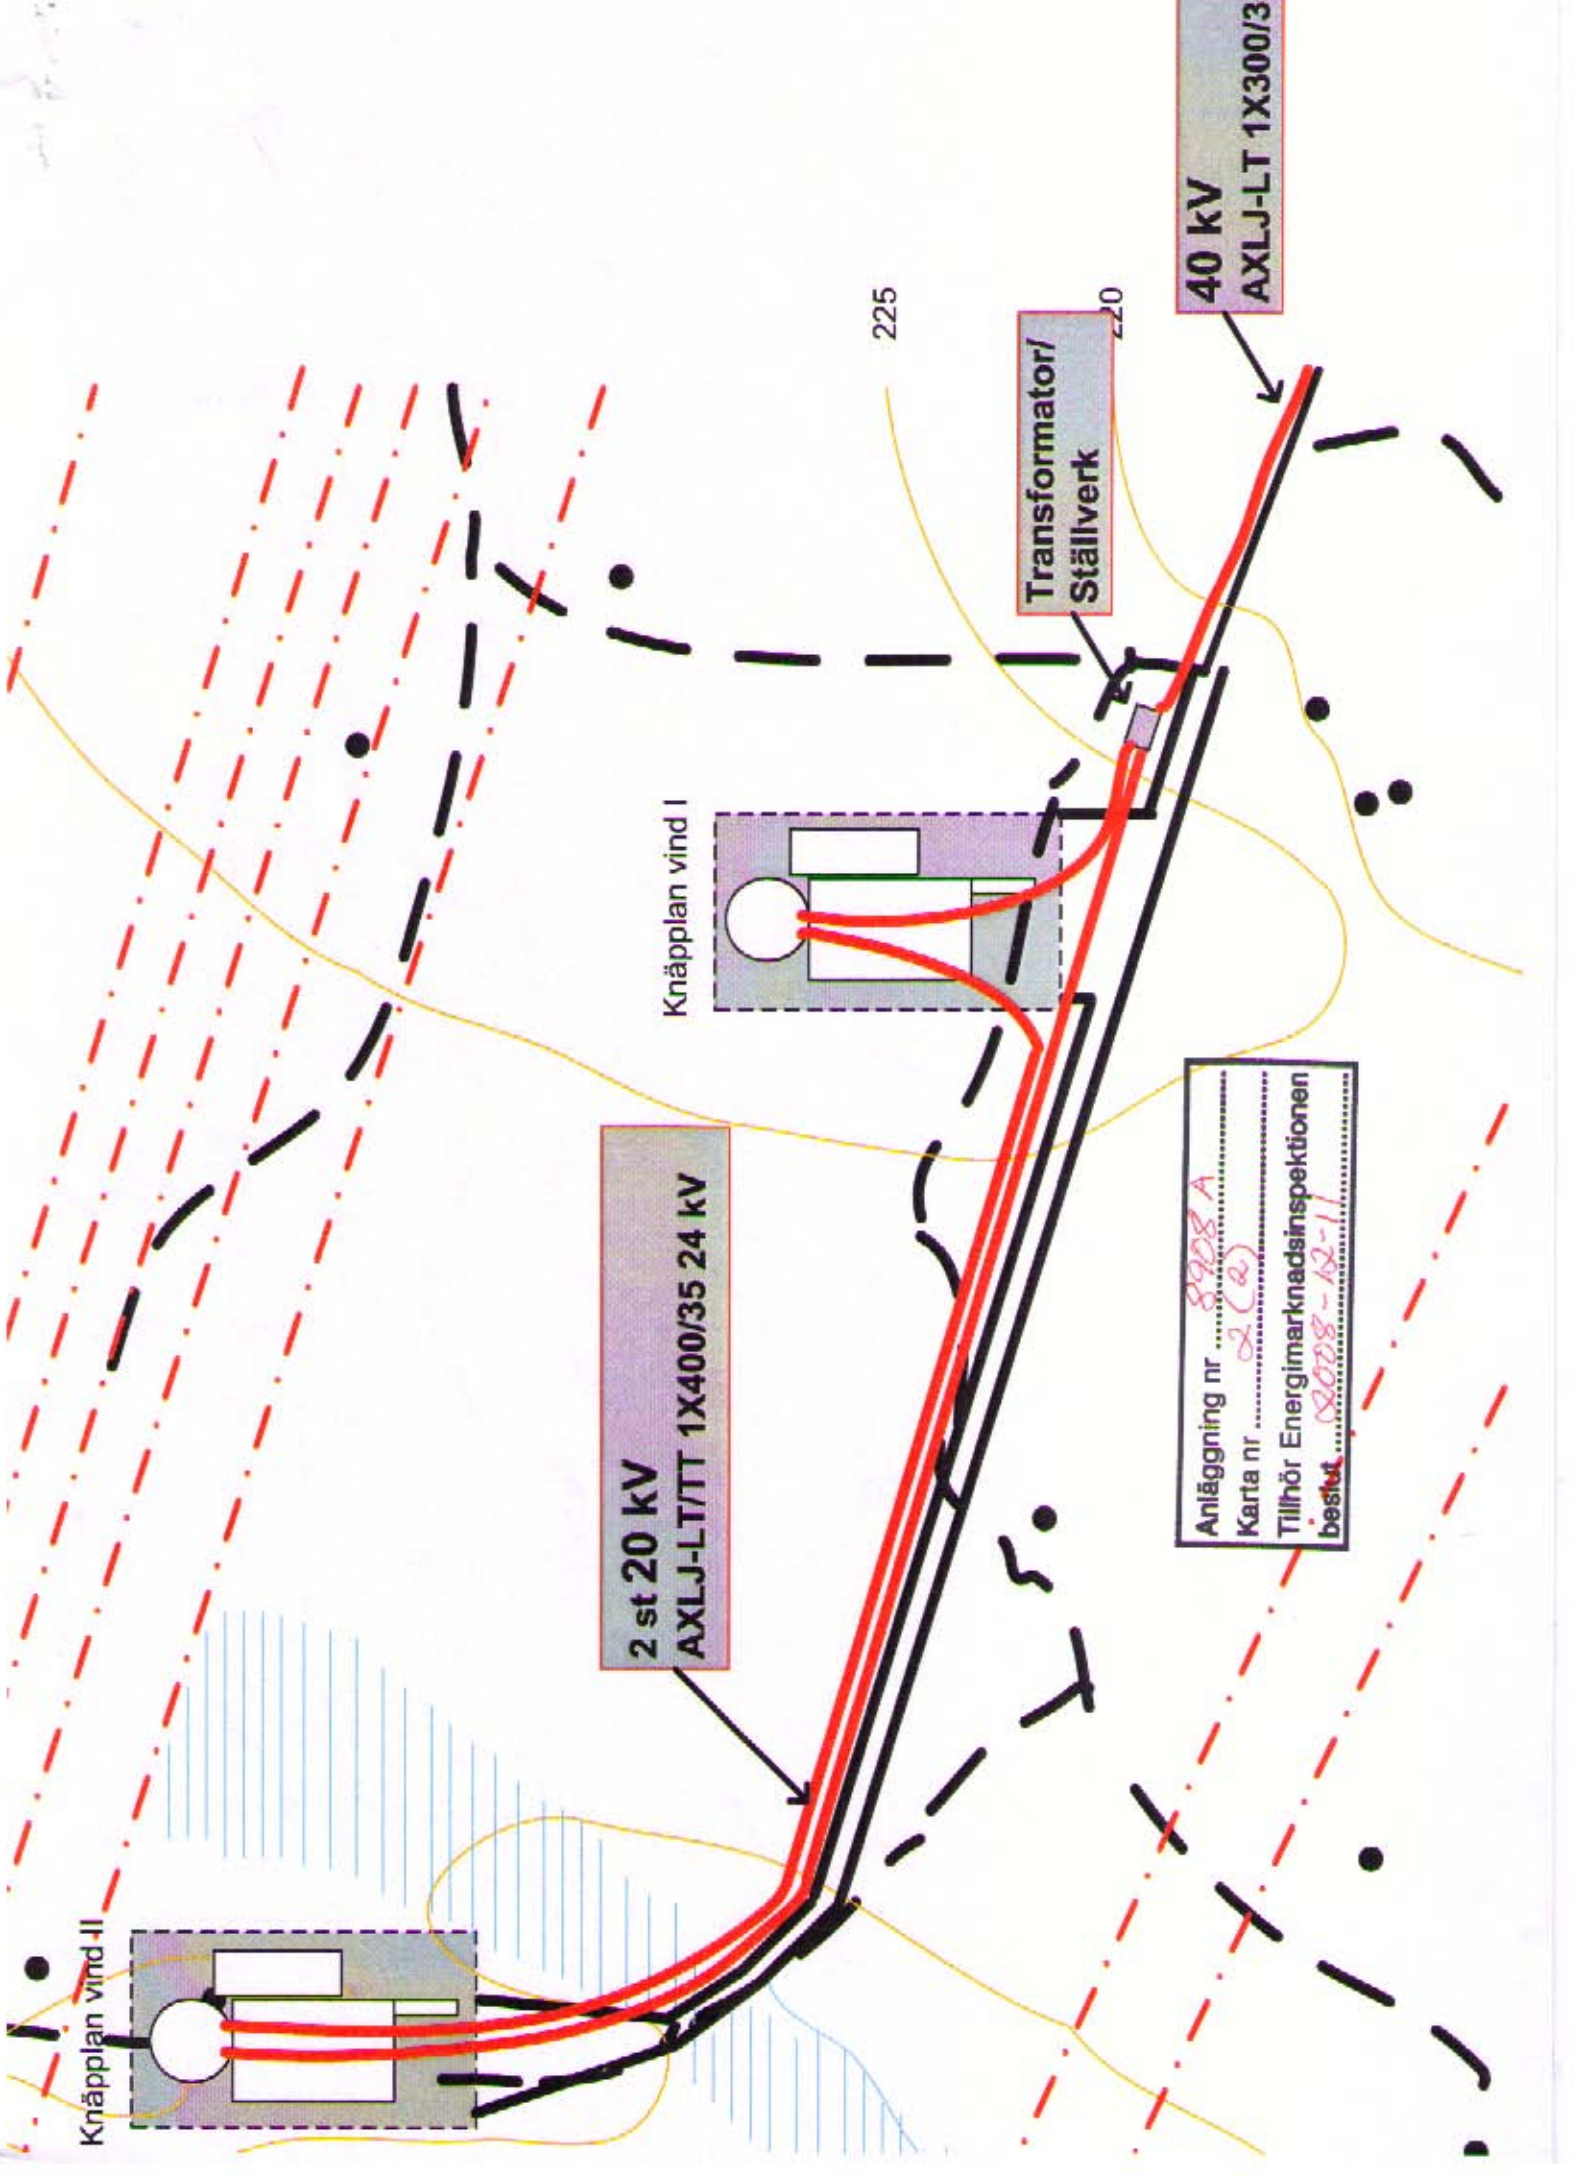 Knäpplan vind II
2 st 20 kV
AXLJ-LT/TT 1X400/35 24 kV
Knäpplan vind I
225
Transformator/
Ställverk
220
40 kV
AXLJ-LT 1X300/3
Anläggning nr 8908 A
Karta nr 2 (2)
Tillhör Energimarknadsinspektionen
beslut 2008-12-11